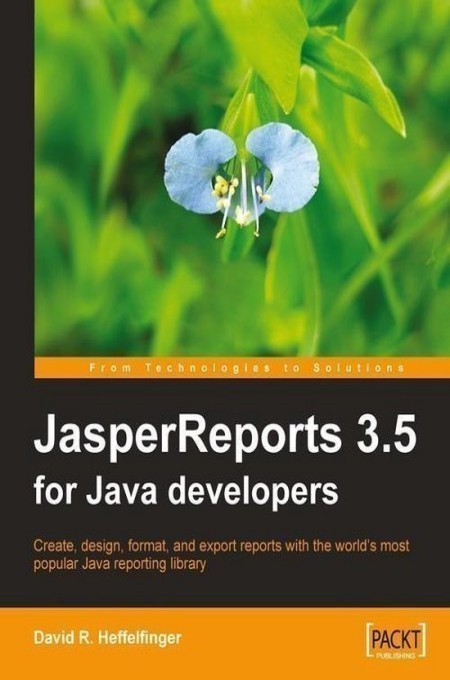 From Technologies to Solutions
JasperReports 3.5
for Java developers
Create, design, format, and export reports with the world's most
popular Java reporting library
David R. Heffelfinger
[PACKT]
PUBLISHING